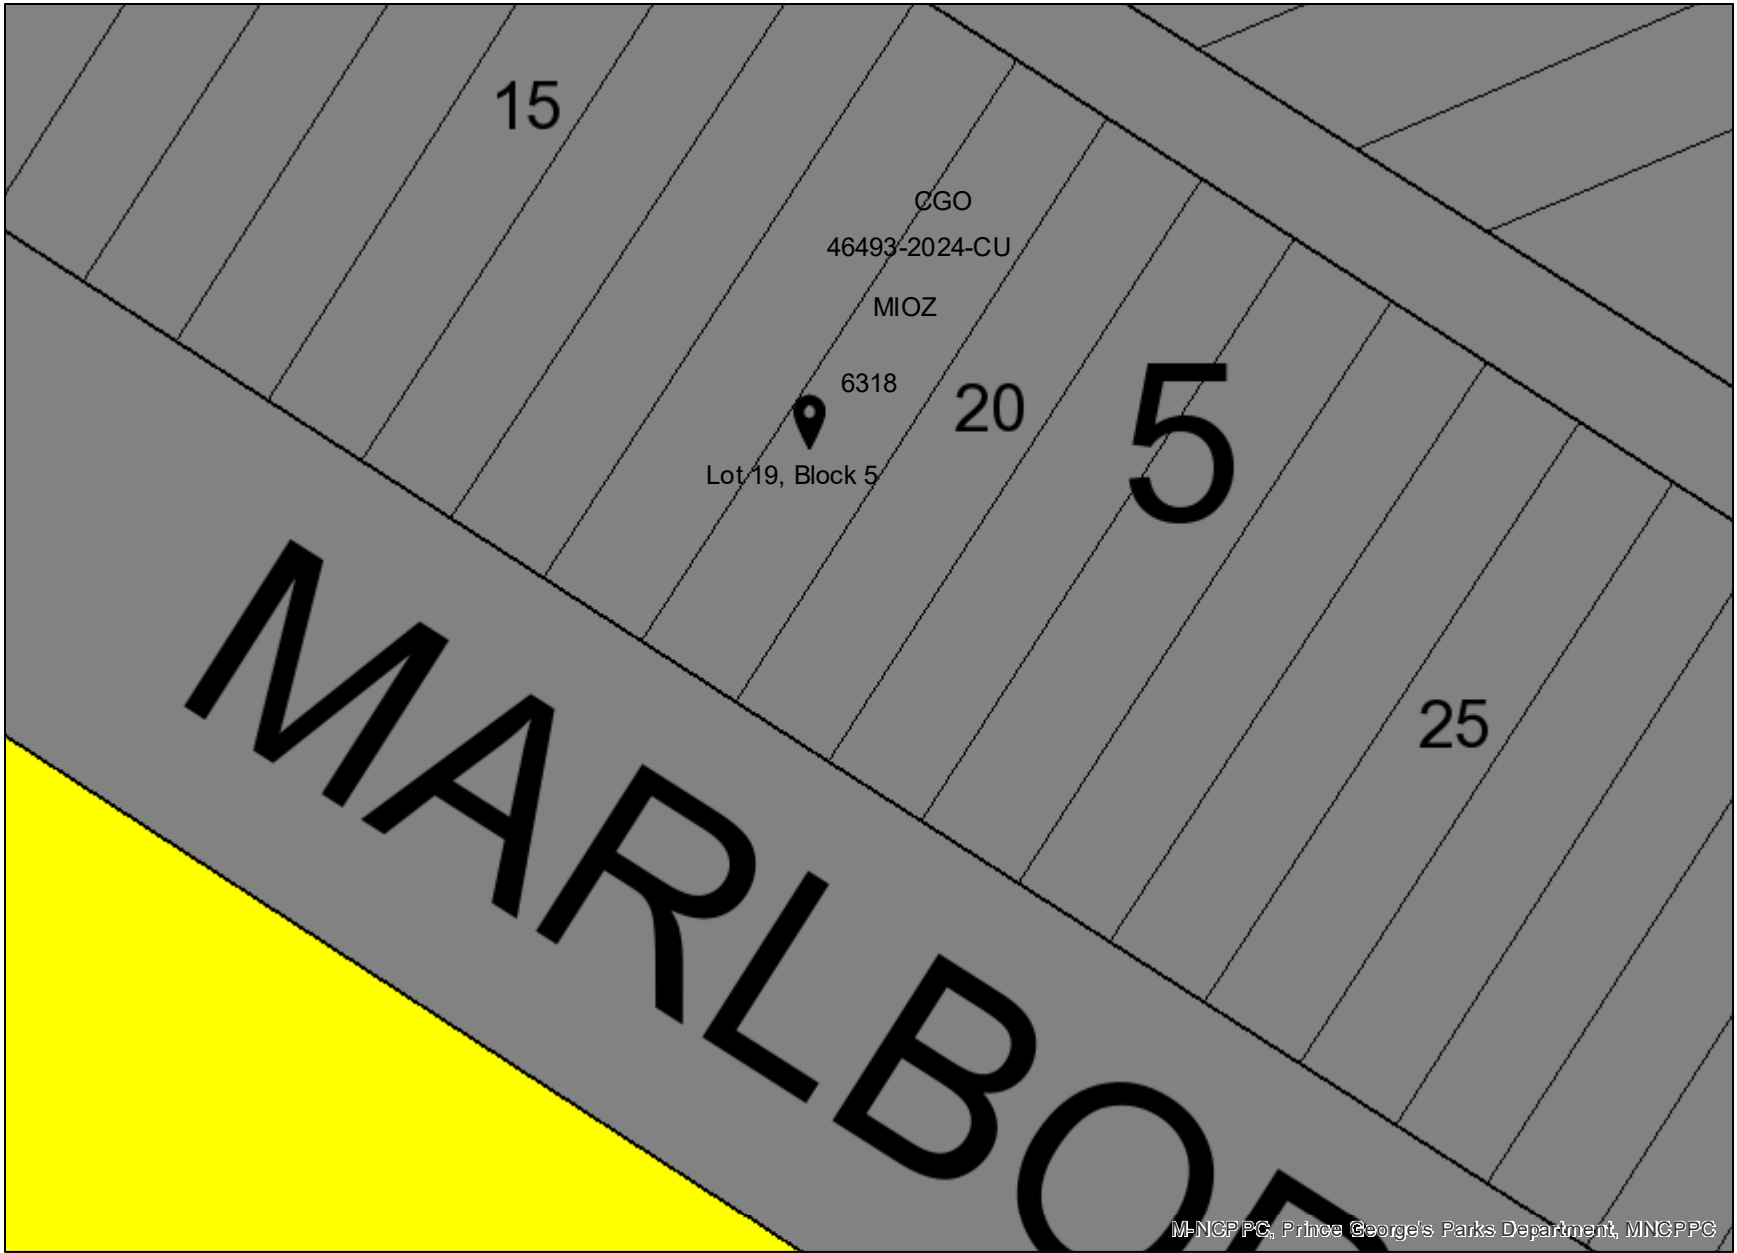 15
CGO
46493-2024-CU
MIOZ
6318
20
5
Lot 19, Block 5
25
MARLBO
M-NCPPC, Prince George's Parks Department, MNCPPC